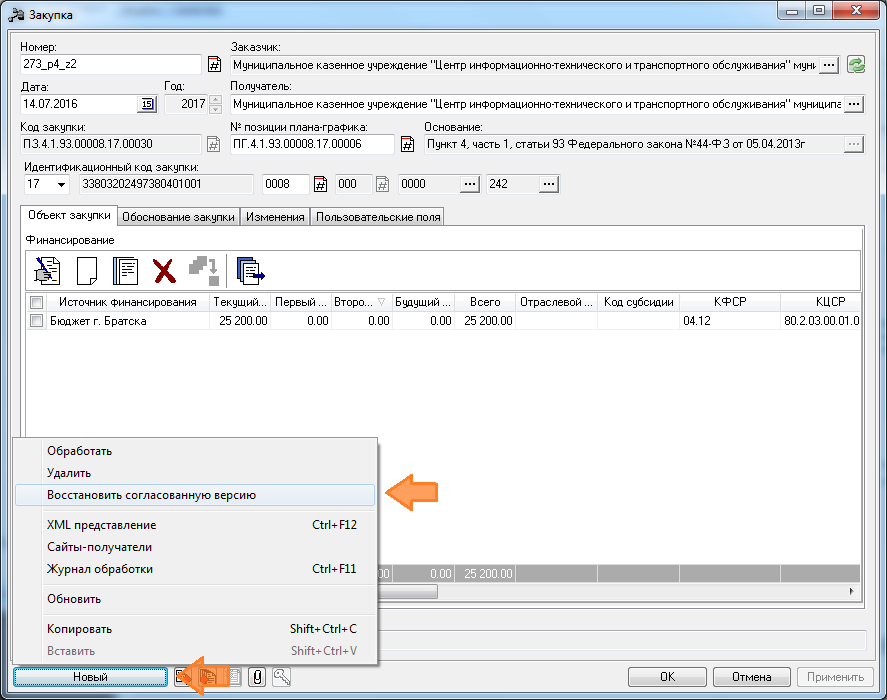 Закупка
Номер:
Заказчик:
273_p4_z2
Муниципальное казенное учреждение "Центр информационно-технического и транспортного обслуживания" муни
Дата:
Год:
Получатель:
14.07.2016
15
2017
Муниципальное казенное учреждение "Центр информационно-технического и транспортного обслуживания" муниципа
Код закупки:
№ позиции плана-графика:
Основание:
ПЗ.4.1.93.00008.17.00030
ПГ.4.1.93.00008.17.00006
Пункт 4, часть 1, статьи 93 Федерального закона №44-ФЗ от 05.04.2013г
Идентификационный код закупки:
17
33803202497380401001
0008
000
0000
242
Объект закупки
Обоснование закупки
Изменения
Пользовательские поля
Финансирование
Источник финансирования
Текущий...
Первый ...
Второ...
Будущий ...
Всего
Отраслевой ...
Код субсидии
КФСР
КЦСР
Бюджет г. Братска
25 200.00
0.00
0.00
0.00
25 200.00
04.12
80.2.03.00.01.0
Обработать
Удалить
Восстановить согласованную версию
XML представление Ctrl+F12
Сайты-получатели
Журнал обработки Ctrl+F11
Обновить
Копировать Shift+Ctrl+C
Вставить Shift+Ctrl+V
00
0.00
25 200.00
Новый
OK
Отмена
Применить